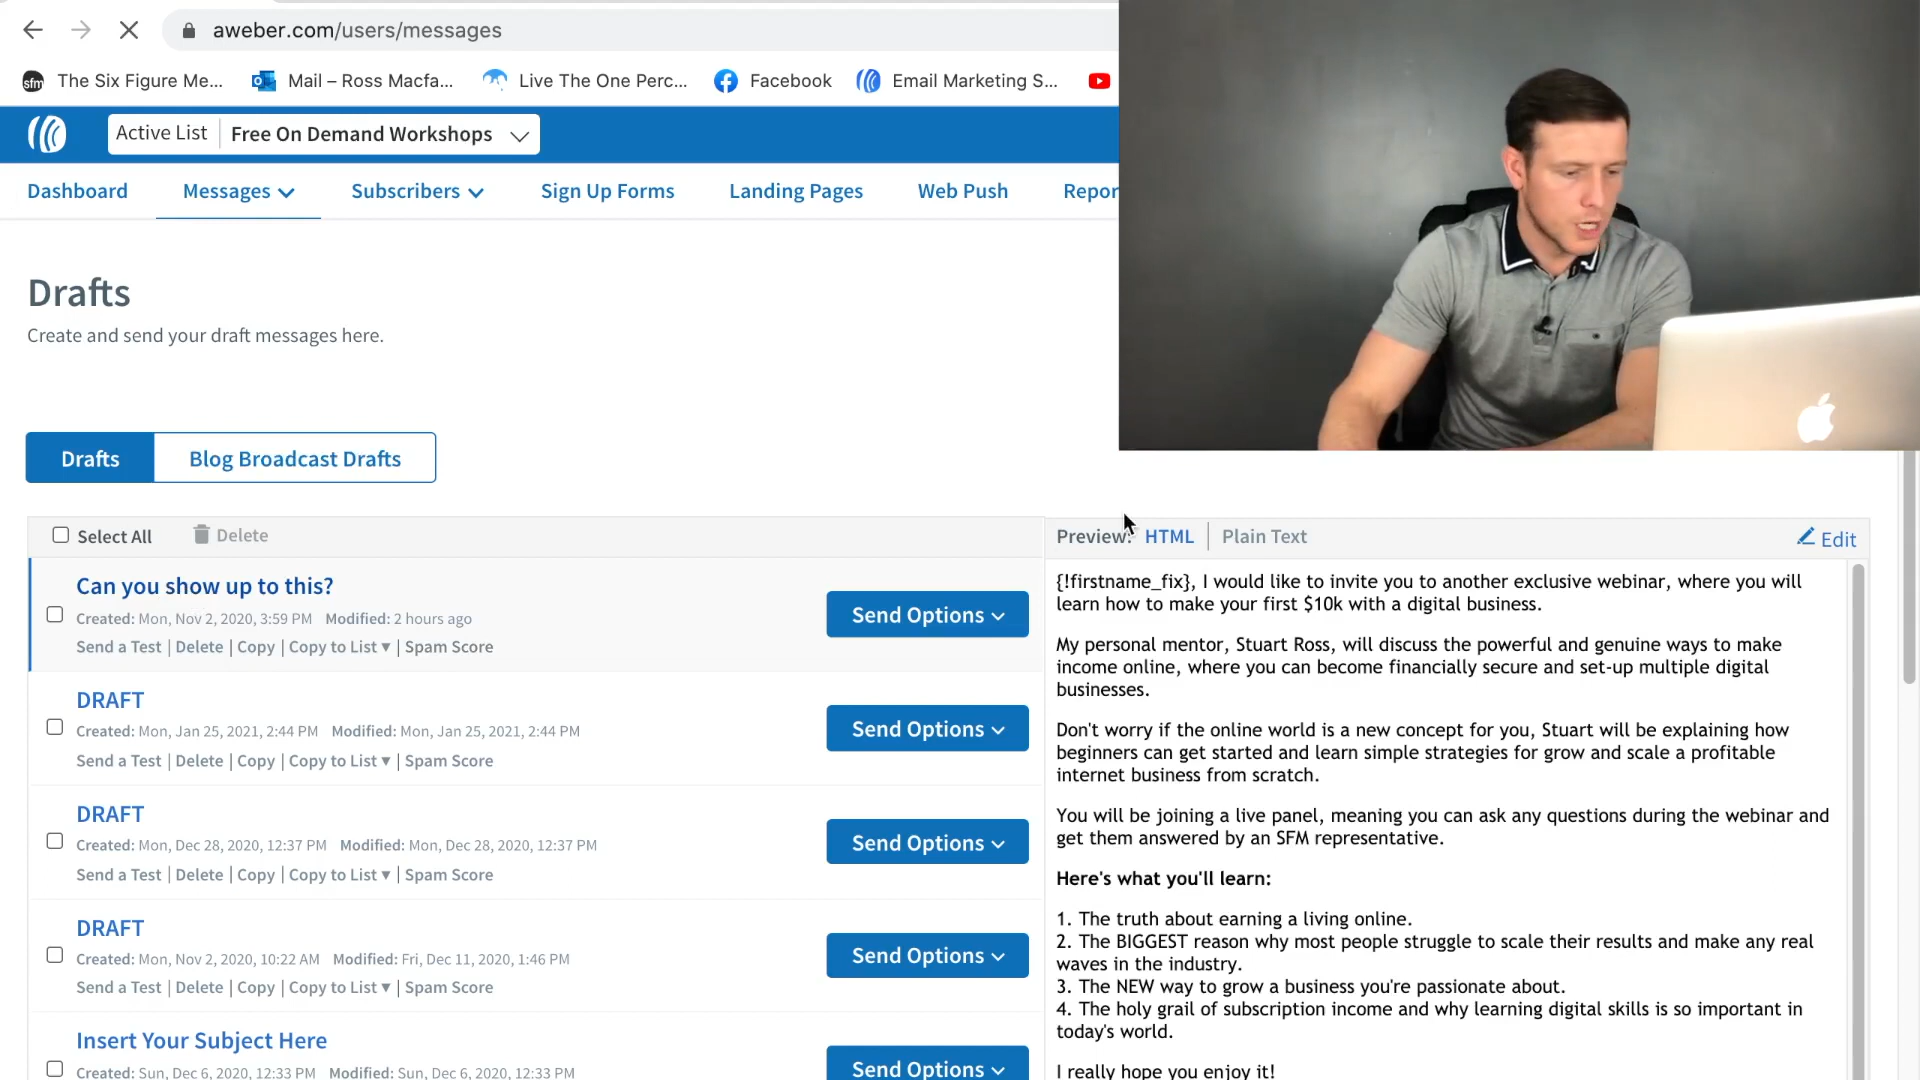 aweber.com/users/messages
sfm The Six Figure Me... Mail – Ross Macfa... Live The One Perc... Facebook Email Marketing S...
Active List Free On Demand Workshops
Dashboard Messages Subscribers Sign Up Forms Landing Pages Web Push Repor
Drafts
Create and send your draft messages here.
Drafts Blog Broadcast Drafts
Select All Delete
Can you show up to this?
Created: Mon, Nov 2, 2020, 3:59 PM Modified: 2 hours ago
Send a Test | Delete | Copy | Copy to List ▾ | Spam Score
Send Options
DRAFT
Created: Mon, Jan 25, 2021, 2:44 PM Modified: Mon, Jan 25, 2021, 2:44 PM
Send a Test | Delete | Copy | Copy to List ▾ | Spam Score
Send Options
DRAFT
Created: Mon, Dec 28, 2020, 12:37 PM Modified: Mon, Dec 28, 2020, 12:37 PM
Send a Test | Delete | Copy | Copy to List ▾ | Spam Score
Send Options
DRAFT
Created: Mon, Nov 2, 2020, 10:22 AM Modified: Fri, Dec 11, 2020, 1:46 PM
Send a Test | Delete | Copy | Copy to List ▾ | Spam Score
Send Options
Insert Your Subject Here
Created: Sun, Dec 6, 2020, 12:33 PM Modified: Sun, Dec 6, 2020, 12:33 PM
Send Options
Preview: HTML | Plain Text Edit
{!firstname_fix}, I would like to invite you to another exclusive webinar, where you will
learn how to make your first $10k with a digital business.
My personal mentor, Stuart Ross, will discuss the powerful and genuine ways to make
income online, where you can become financially secure and set-up multiple digital
businesses.
Don't worry if the online world is a new concept for you, Stuart will be explaining how
beginners can get started and learn simple strategies for grow and scale a profitable
internet business from scratch.
You will be joining a live panel, meaning you can ask any questions during the webinar and
get them answered by an SFM representative.
Here's what you'll learn:
1. The truth about earning a living online.
2. The BIGGEST reason why most people struggle to scale their results and make any real
waves in the industry.
3. The NEW way to grow a business you're passionate about.
4. The holy grail of subscription income and why learning digital skills is so important in
today's world.
I really hope you enjoy it!